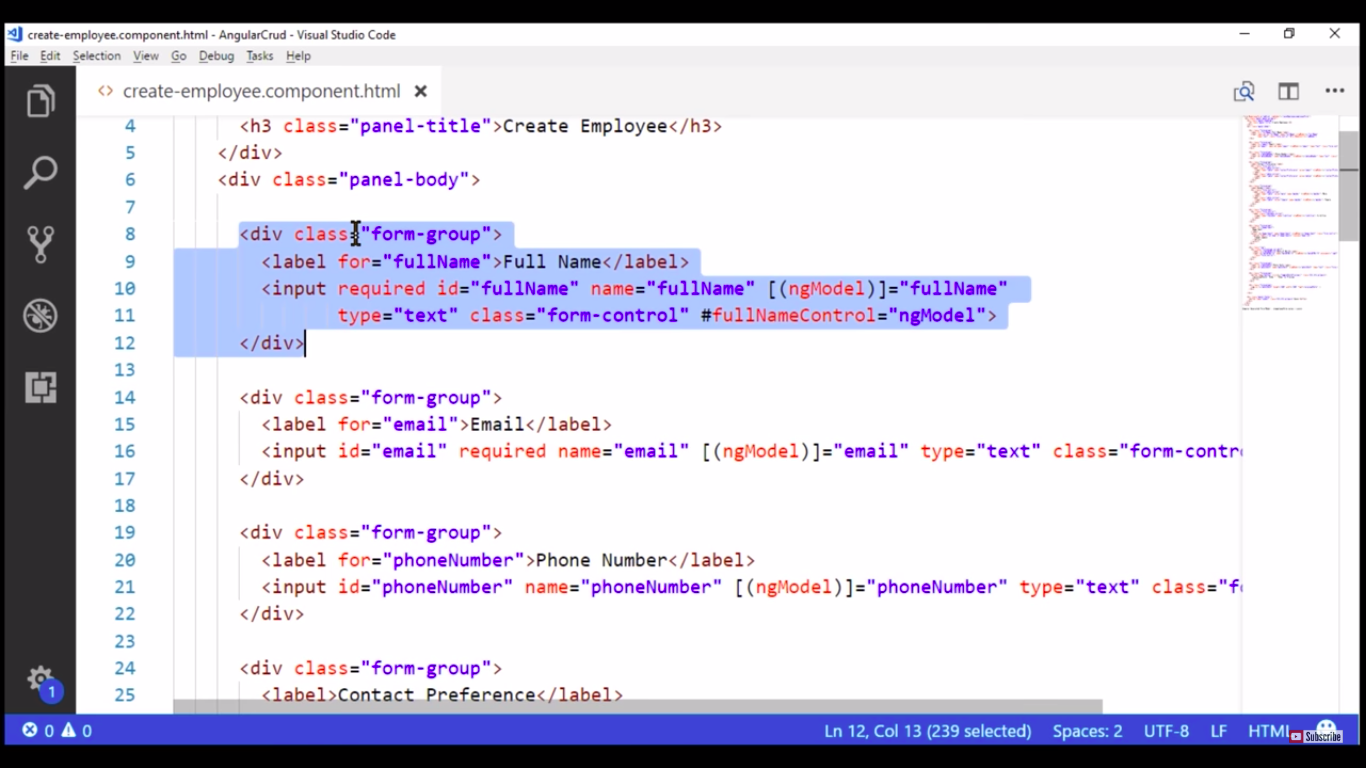 create-employee.component.html - AngularCrud - Visual Studio Code
File Edit Selection View Go Debug Tasks Help
<> create-employee.component.html
4 <h3 class="panel-title">Create Employee</h3>
5 </div>
6 <div class="panel-body">
7
8 <div class="form-group">
9 <label for="fullName">Full Name</label>
10 <input required id="fullName" name="fullName" [(ngModel)]="fullName"
11 type="text" class="form-control" #fullNameControl="ngModel">
12 </div>
13
14 <div class="form-group">
15 <label for="email">Email</label>
16 <input id="email" required name="email" [(ngModel)]="email" type="text" class="form-contr
17 </div>
18
19 <div class="form-group">
20 <label for="phoneNumber">Phone Number</label>
21 <input id="phoneNumber" name="phoneNumber" [(ngModel)]="phoneNumber" type="text" class="f
22 </div>
23
24 <div class="form-group">
25 <label>Contact Preference</label>
1
0 0 Ln 12, Col 13 (239 selected) Spaces: 2 UTF-8 LF HTML Subscribe